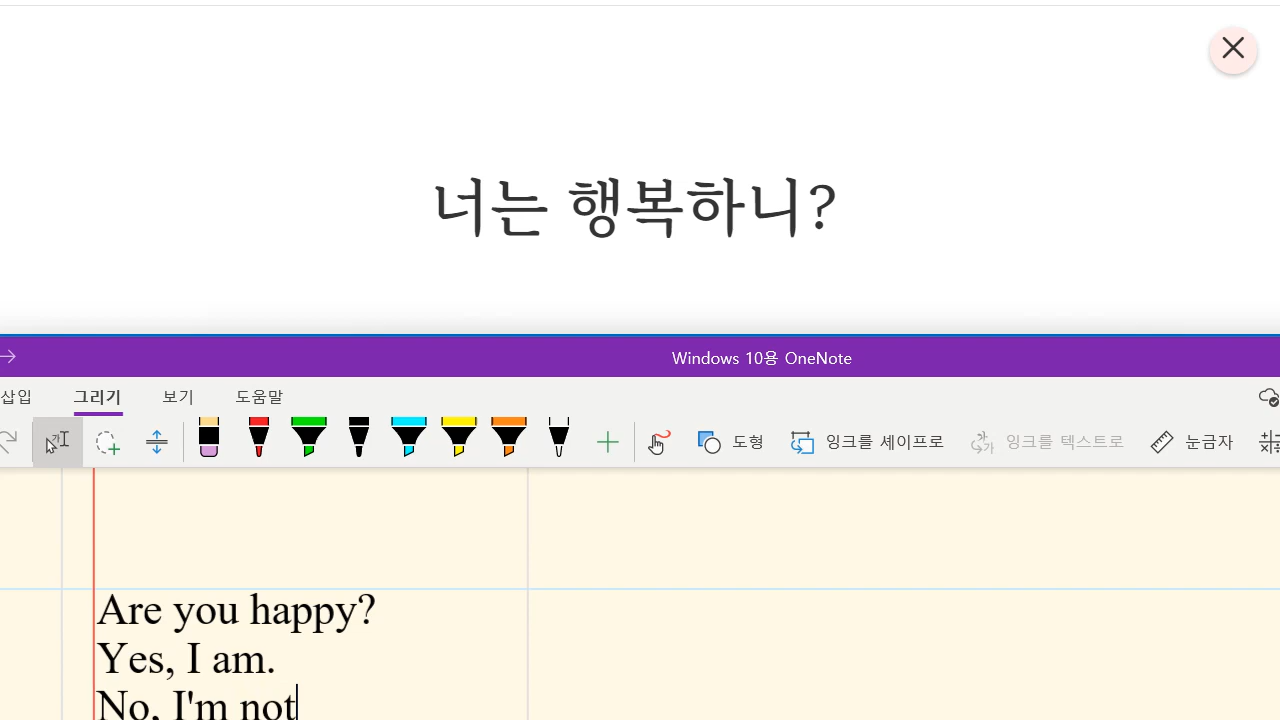 너는 행복하니?
Windows 10용 OneNote
삽입 그리기 보기 도움말
도형 잉크를 셰이프로 잉크를 텍스트로 눈금자
Are you happy?
Yes, I am.
No, I'm not